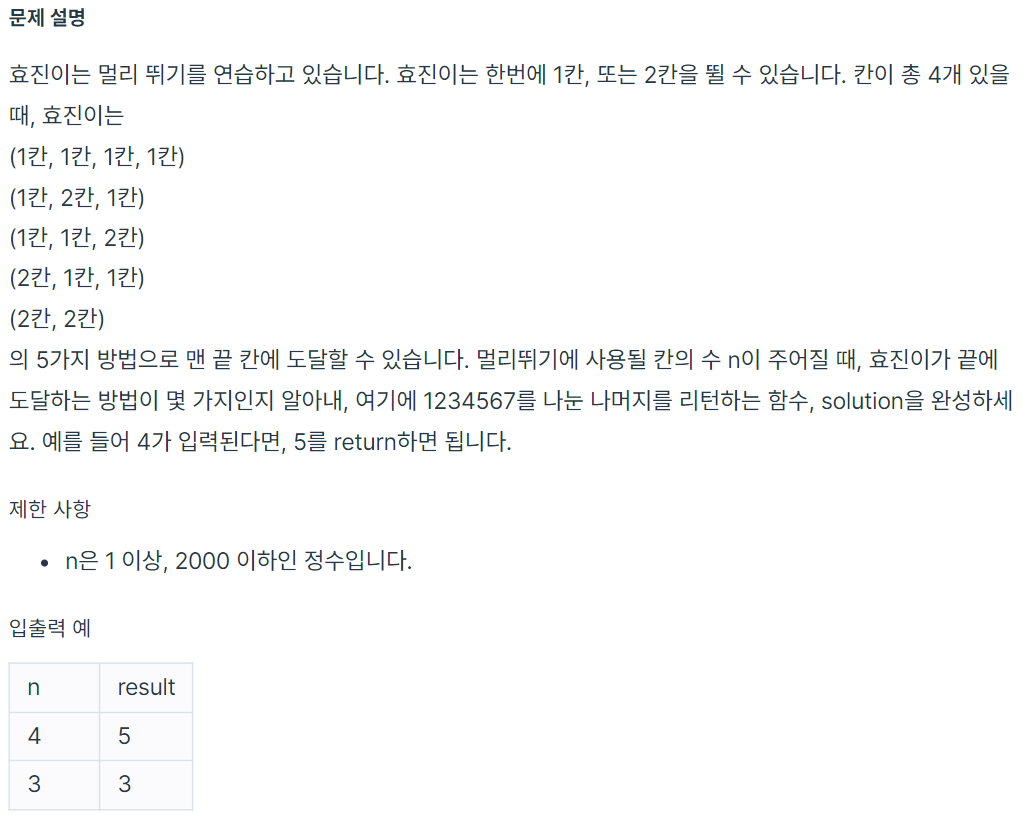 문제 설명
효진이는 멀리 뛰기를 연습하고 있습니다. 효진이는 한번에 1칸, 또는 2칸을 뛸 수 있습니다. 칸이 총 4개 있을
때, 효진이는
(1칸, 1칸, 1칸, 1칸)
(1칸, 2칸, 1칸)
(1칸, 1칸, 2칸)
(2칸, 1칸, 1칸)
(2칸, 2칸)
의 5가지 방법으로 맨 끝 칸에 도달할 수 있습니다. 멀리뛰기에 사용될 칸의 수 n이 주어질 때, 효진이가 끝에
도달하는 방법이 몇 가지인지 알아내, 여기에 1234567를 나눈 나머지를 리턴하는 함수, solution을 완성하세
요. 예를 들어 4가 입력된다면, 5를 return하면 됩니다.
제한 사항
• n은 1 이상, 2000 이하인 정수입니다.
입출력 예
n result
4 5
3 3